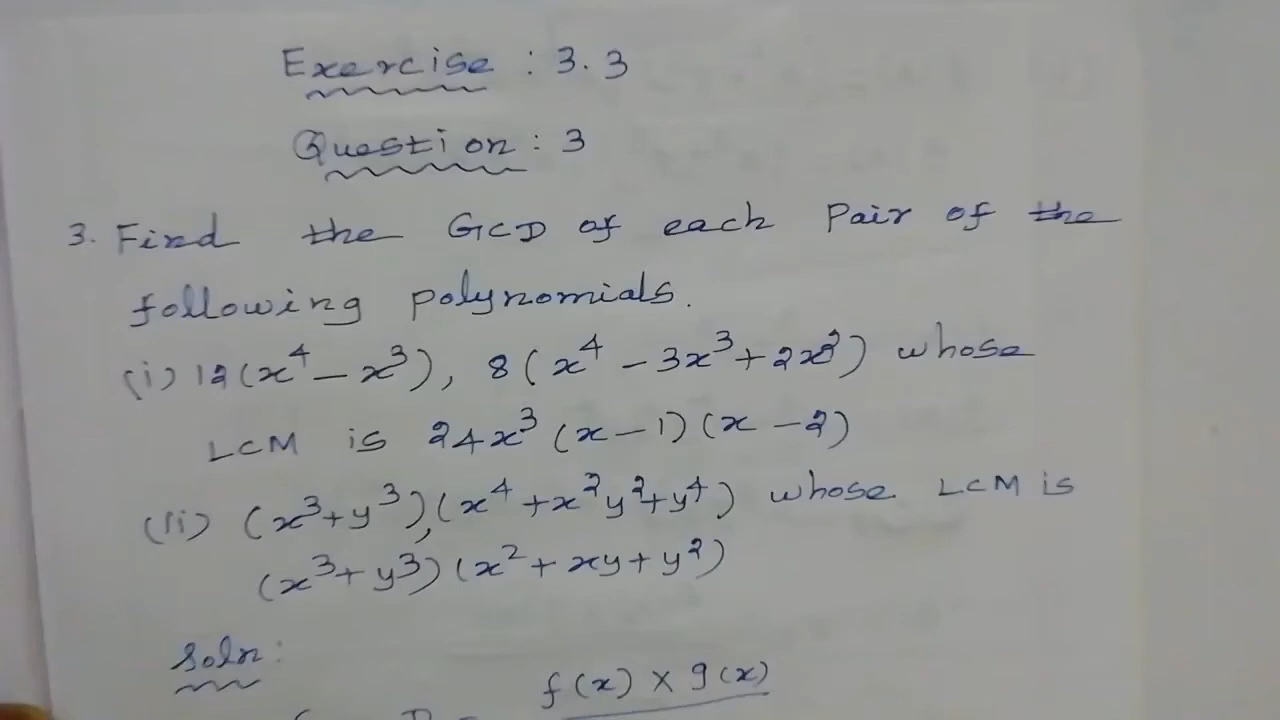 Exercise : 3.3
Question : 3
3. Find the GCD of each Pair of the
following polynomials.
(i) 12(x⁴ - x³), 8(x⁴ - 3x³ + 2x²) whose
LCM is 24x³ (x-1)(x-2)
(ii) (x³+y³), (x⁴+x²y²+y⁴) whose LCM is
(x³+y³)(x²+xy+y²)
Soln:
f(x) x g(x)